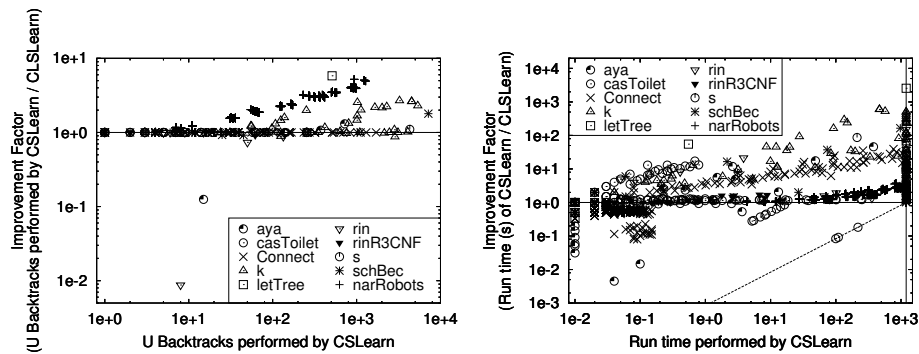 Improvement Factor
(U Backtracks performed by CSLearn / CLSLearn)
1e+1
1e+0
1e-1
1e-2
aya
casToilet
Connect
k
letTree
rin
rinR3CNF
s
schBec
narRobots
1e+0
1e+1
1e+2
1e+3
1e+4
U Backtracks performed by CSLearn
Improvement Factor
(Run time (s) of CSLearn / CLSLearn)
1e+4
1e+3
1e+2
1e+1
1e+0
1e-1
1e-2
1e-3
aya
casToilet
Connect
k
letTree
rin
rinR3CNF
s
schBec
narRobots
1e-2
1e-1
1e+0
1e+1
1e+2
1e+3
Run time performed by CSLearn